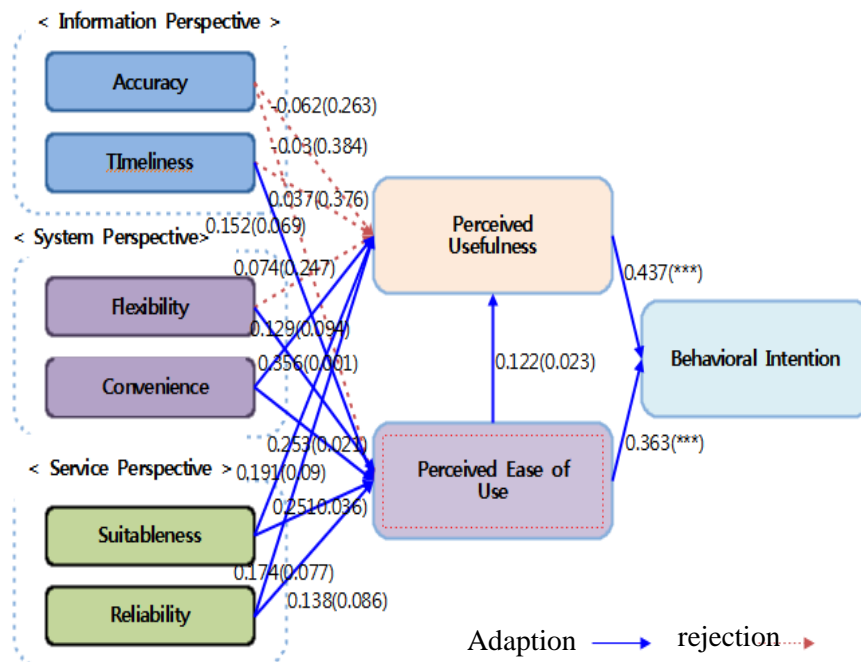 < Information Perspective >
Accuracy
-0.062(0.263)
-0.03(0.384)
TImeliness
0.037(0.376)
0.152(0.069)
Perceived
Usefulness
< System Perspective>
0.074(0.247)
0.437(***)
Flexibility
0.129(0.094)
0.356(0.001)
0.122(0.023)
Behavioral Intention
Convenience
0.253(0.021)
0.363(***)
< Service Perspective >
0.191(0.09)
Perceived Ease of
Use
0.251(0.036)
Suitableness
0.174(0.077)
0.138(0.086)
Reliability
Adaption
rejection